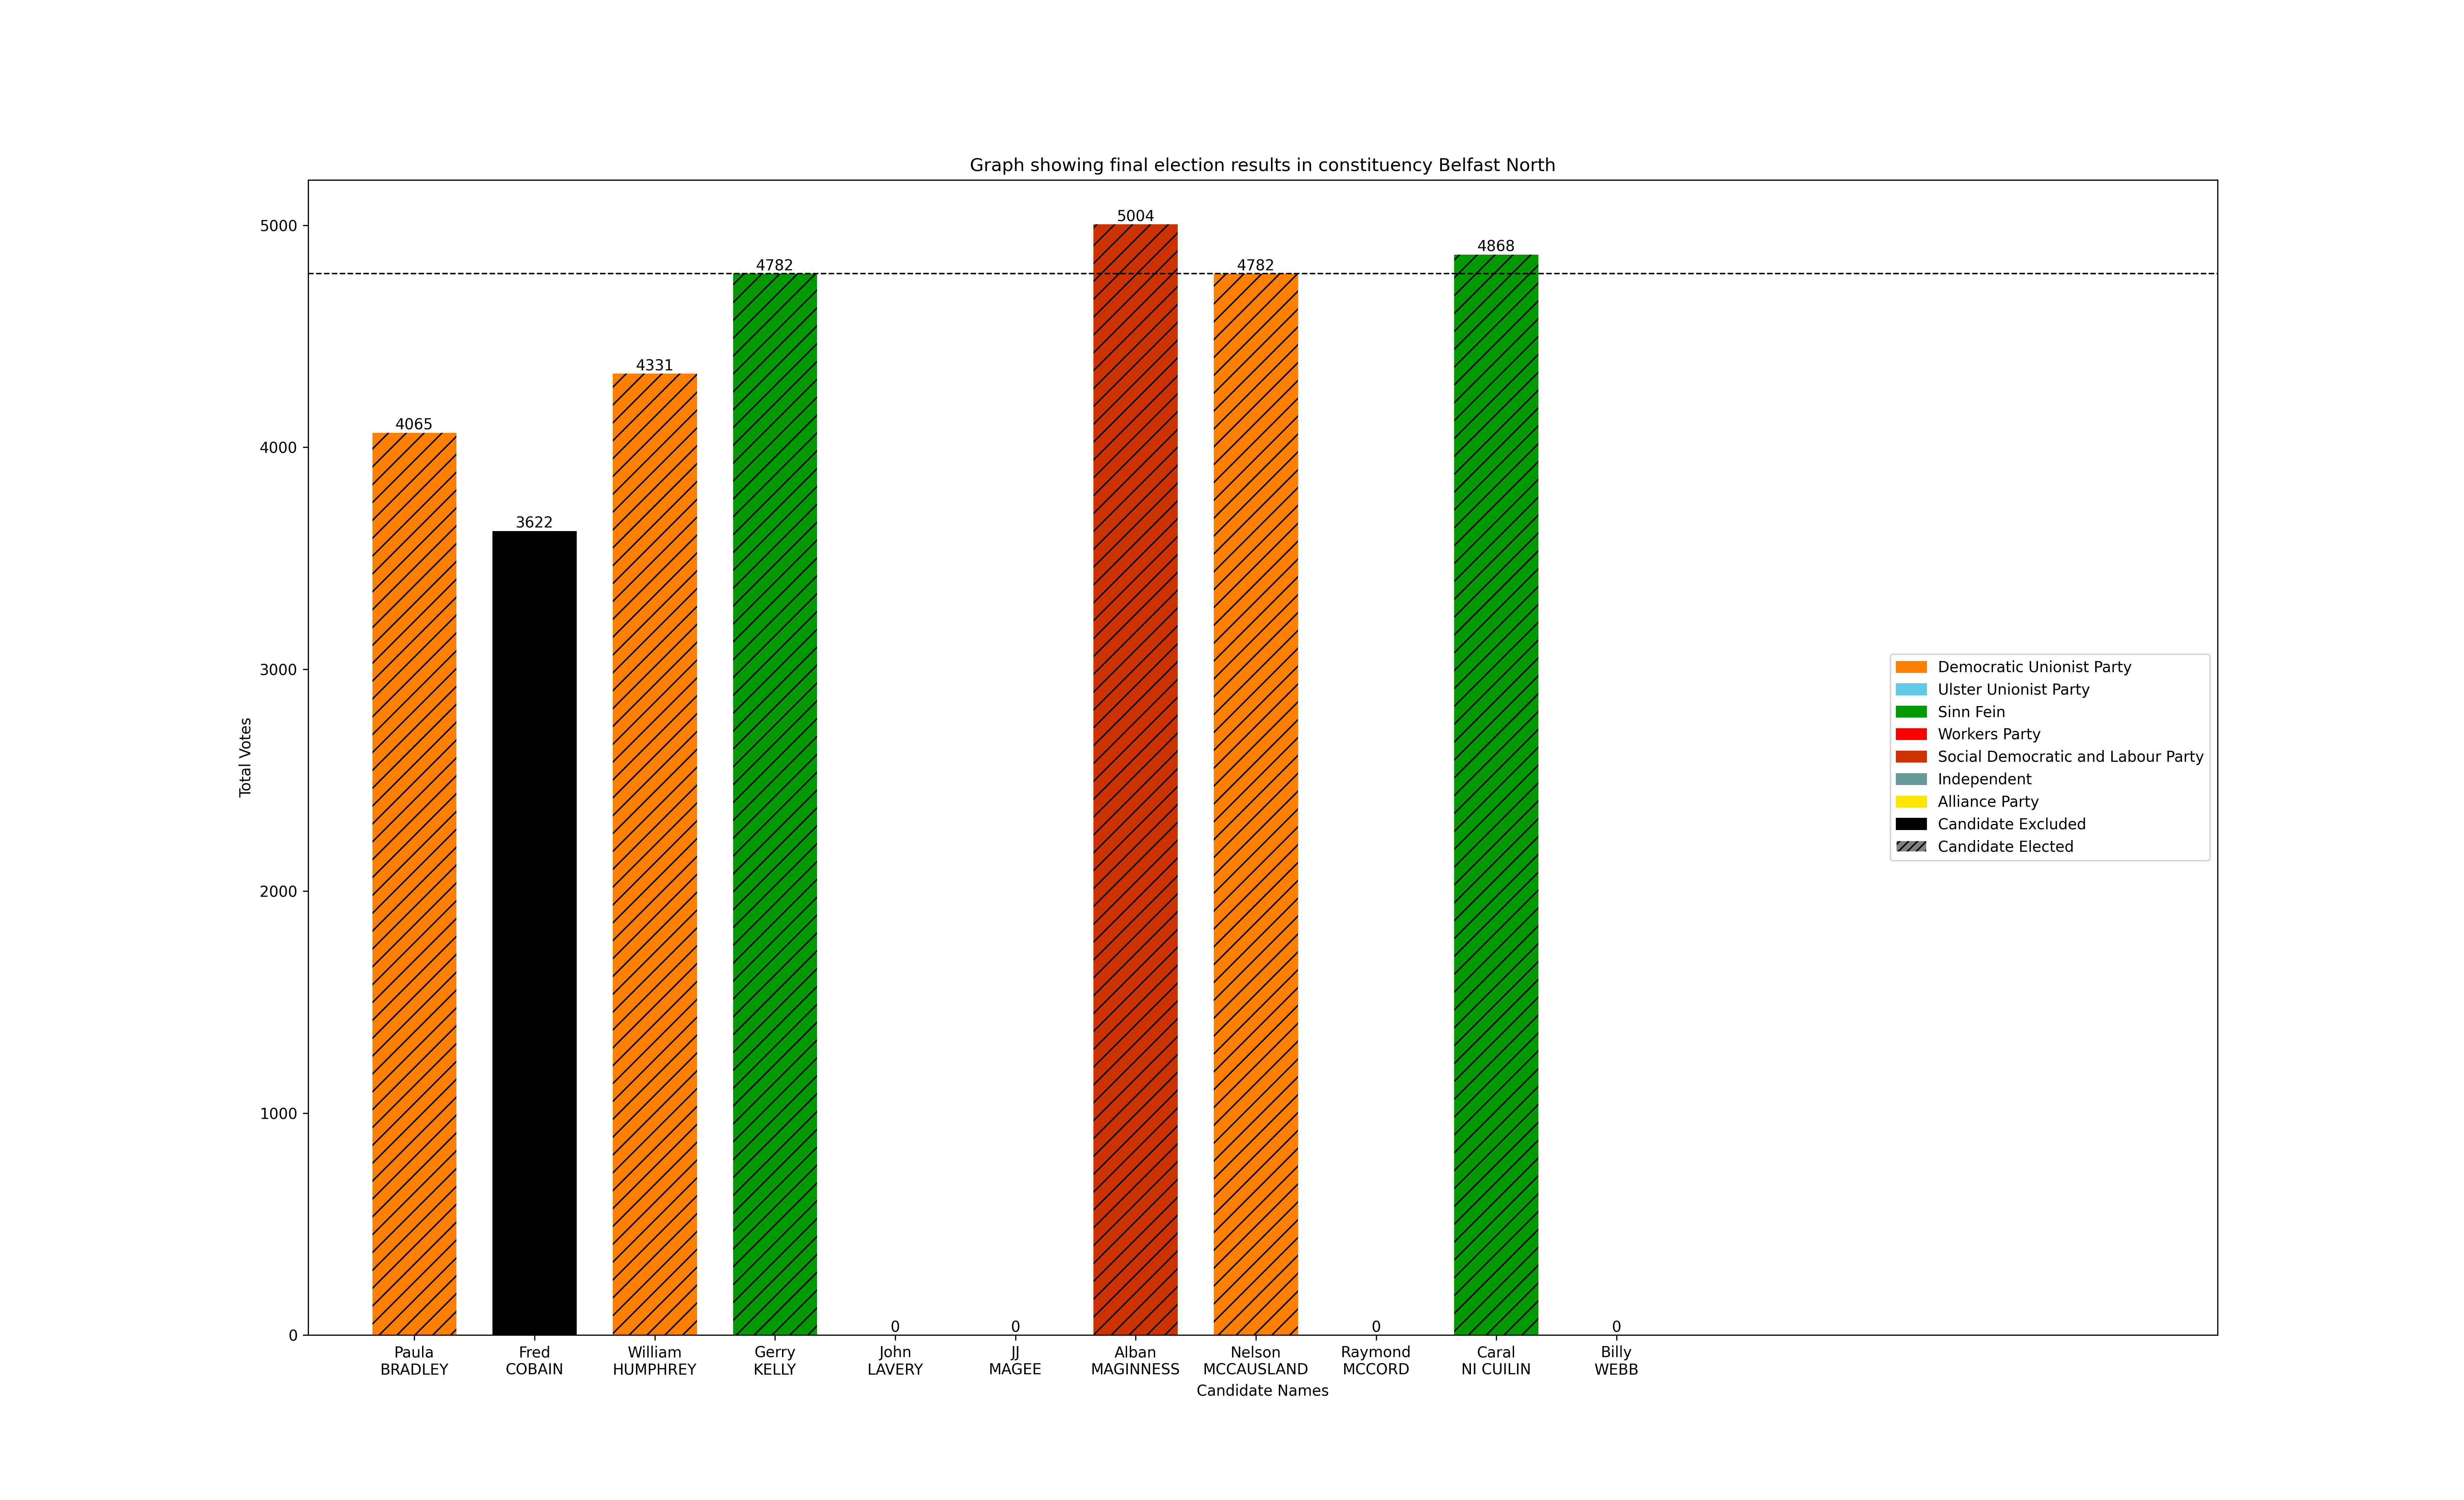 Graph showing final election results in constituency Belfast North
5000
4000
3000
2000
1000
0
Total Votes
4065
3622
4331
4782
0
0
5004
4782
0
4868
0
Paula
BRADLEY
Fred
COBAIN
William
HUMPHREY
Gerry
KELLY
John
LAVERY
JJ
MAGEE
Alban
MAGINNESS
Nelson
MCCAUSLAND
Raymond
MCCORD
Caral
NI CUILIN
Billy
WEBB
Candidate Names
Democratic Unionist Party
Ulster Unionist Party
Sinn Fein
Workers Party
Social Democratic and Labour Party
Independent
Alliance Party
Candidate Excluded
Candidate Elected